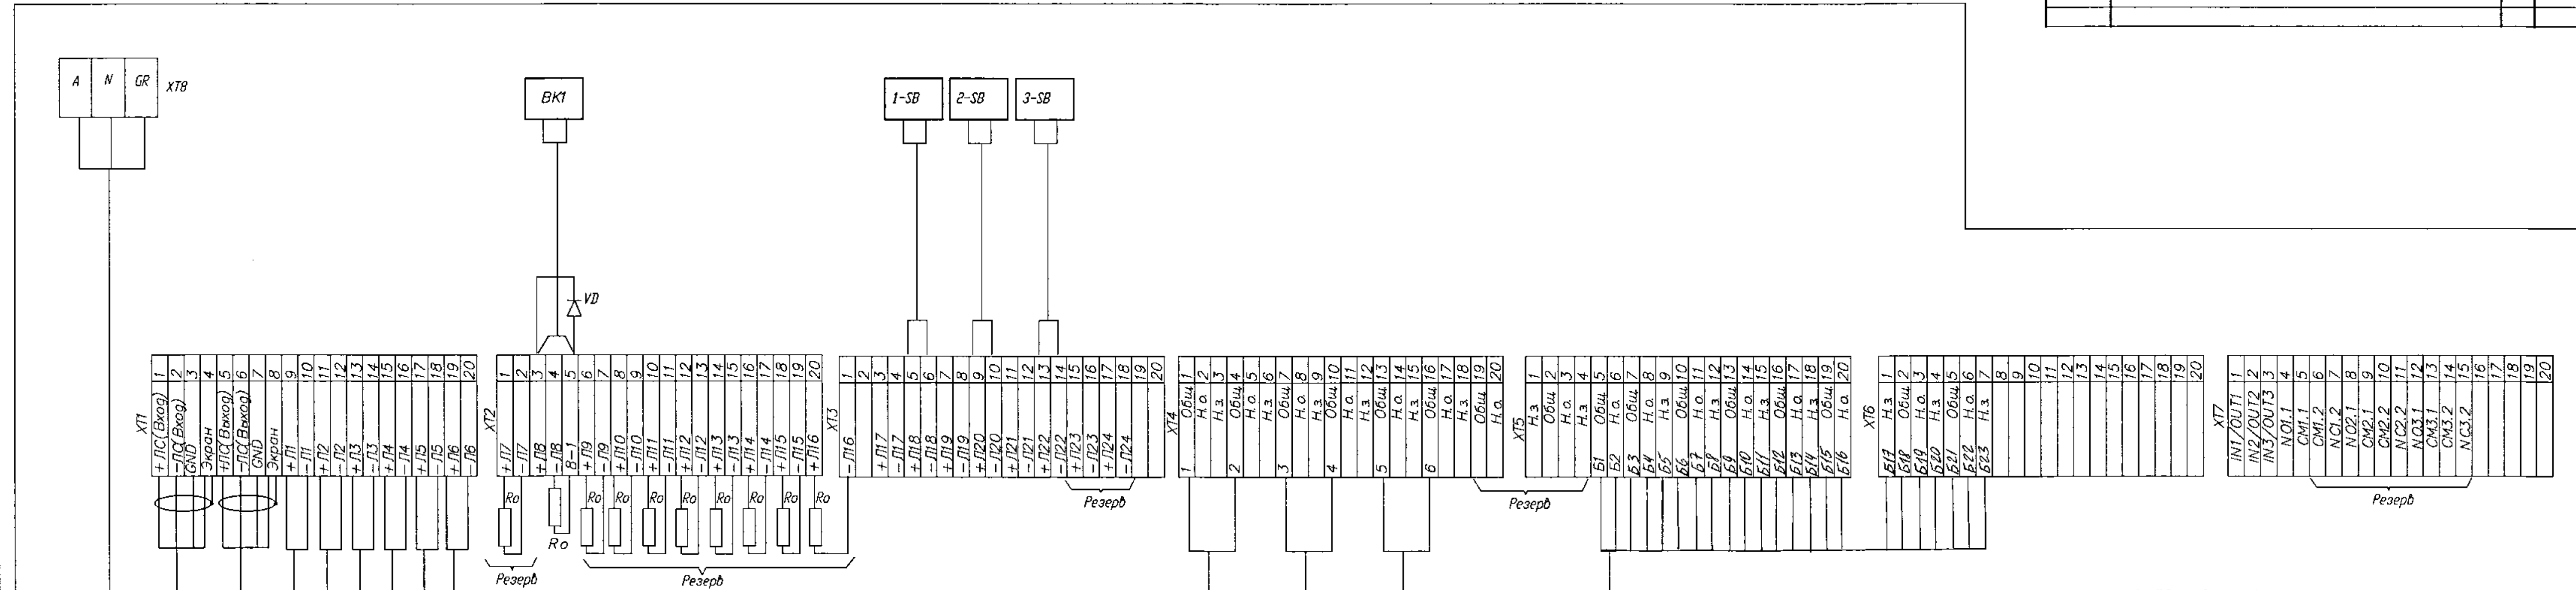 A N GR XT8
BK1
1-SB 2-SB 3-SB
VD
XT1
1 +ЛС(Вход)
2 -ЛС(Вход)
3 GND
4 Экран
5 +ЛС(Выход)
6 -ЛС(Выход)
7 GND
8 Экран
9 +Л1
10 -Л1
11 +Л2
12 -Л2
13 +Л3
14 -Л3
15 +Л4
16 -Л4
17 +Л5
18 -Л5
19 +Л6
20 -Л6
XT2
1 +Л7
2 Л7
3 +Л8
4 -Л8
5 8-1
6 +Л9
7 -Л9
8 +Л10
9 -Л10
10 +Л11
11 -Л11
12 +Л12
13 -Л12
14 +Л13
15 -Л13
16 +Л14
17 -Л14
18 +Л15
19 -Л15
20 +Л16
Ro Ro Ro Ro Ro Ro Ro Ro Ro
Ro
Резерв
Резерв
XT3
1 -Л16
2
3 +Л17
4 -Л17
5 +Л18
6 -Л18
7 +Л19
8 -Л19
9 +Л20
10 -Л20
11 +Л21
12 -Л21
13 +Л22
14 -Л22
15 +Л23
16 -Л23
17 +Л24
18 -Л24
19
20
Резерв
XT4
1 Общ 1
2 Н.о.
3 Н.з.
4 Общ 2
5 Н.о.
6 Н.з.
7 Общ 3
8 Н.о.
9 Н.з.
10 Общ 4
11 Н.о.
12 Н.з.
13 Общ 5
14 Н.о.
15 Н.з.
16 Общ 6
17 Н.о.
18 Н.з.
19 Общ
20 Н.о.
Резерв
XT5
1 Н.з.
2 Общ
3 Н.о.
4 Н.з.
5 Общ Б1
6 Н.о. Б2
7 Общ Б3
8 Н.о. Б4
9 Н.з. Б5
10 Общ Б6
11 Н.о. Б7
12 Н.з. Б8
13 Общ Б9
14 Н.о. Б10
15 Н.з. Б11
16 Общ Б12
17 Н.о. Б13
18 Н.з. Б14
19 Общ Б15
20 Н.о. Б16
XT6
1 Н.з. Б17
2 Общ Б18
3 Н.о. Б19
4 Н.з. Б20
5 Общ Б21
6 Н.о. Б22
7 Н.з. Б23
8
9
10
11
12
13
14
15
16
17
18
19
20
XT7
1 IN1/OUT1
2 IN2/OUT2
3 IN3/OUT3
4 NO1.1
5 CM1.1
6 CM1.2
7 NC1.2
8 NO2.1
9 CM2.1
10 CM2.2
11 NC2.2
12 NO3.1
13 CM3.1
14 CM3.2
15 NC3.2
16
17
18
19
20
Резерв